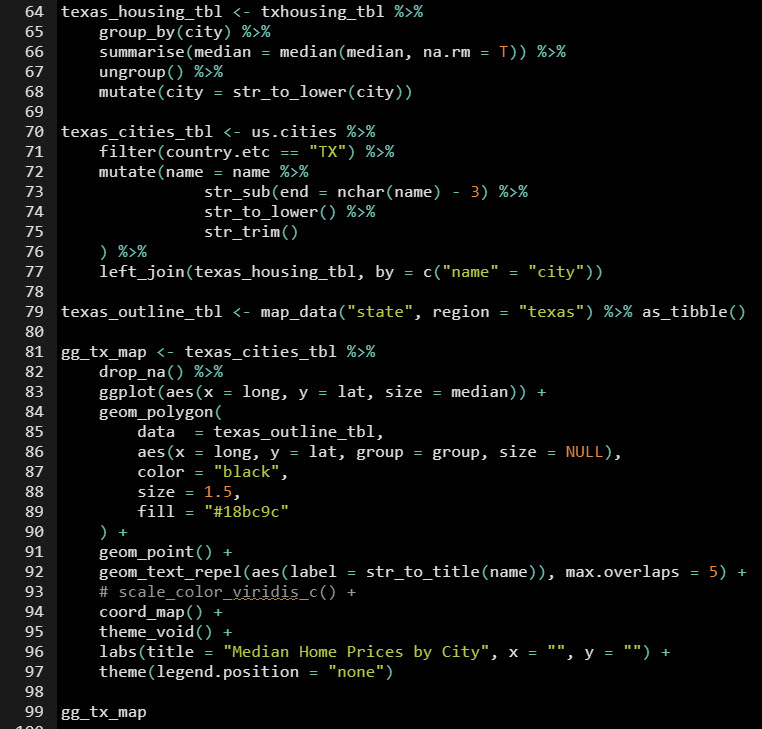 64 texas_housing_tbl <- txhousing_tbl %>%
65     group_by(city) %>%
66     summarise(median = median(median, na.rm = T)) %>%
67     ungroup() %>%
68     mutate(city = str_to_lower(city))
69
70 texas_cities_tbl <- us.cities %>%
71     filter(country.etc == "TX") %>%
72     mutate(name = name %>%
73                str_sub(end = nchar(name) - 3) %>%
74                str_to_lower() %>%
75                str_trim()
76     ) %>%
77     left_join(texas_housing_tbl, by = c("name" = "city"))
78
79 texas_outline_tbl <- map_data("state", region = "texas") %>% as_tibble()
80
81 gg_tx_map <- texas_cities_tbl %>%
82     drop_na() %>%
83     ggplot(aes(x = long, y = lat, size = median)) +
84     geom_polygon(
85         data  = texas_outline_tbl,
86         aes(x = long, y = lat, group = group, size = NULL),
87         color = "black",
88         size = 1.5,
89         fill = "#18bc9c"
90     ) +
91     geom_point() +
92     geom_text_repel(aes(label = str_to_title(name)), max.overlaps = 5) +
93     # scale_color_viridis_c() +
94     coord_map() +
95     theme_void() +
96     labs(title = "Median Home Prices by City", x = "", y = "") +
97     theme(legend.position = "none")
98
99 gg_tx_map